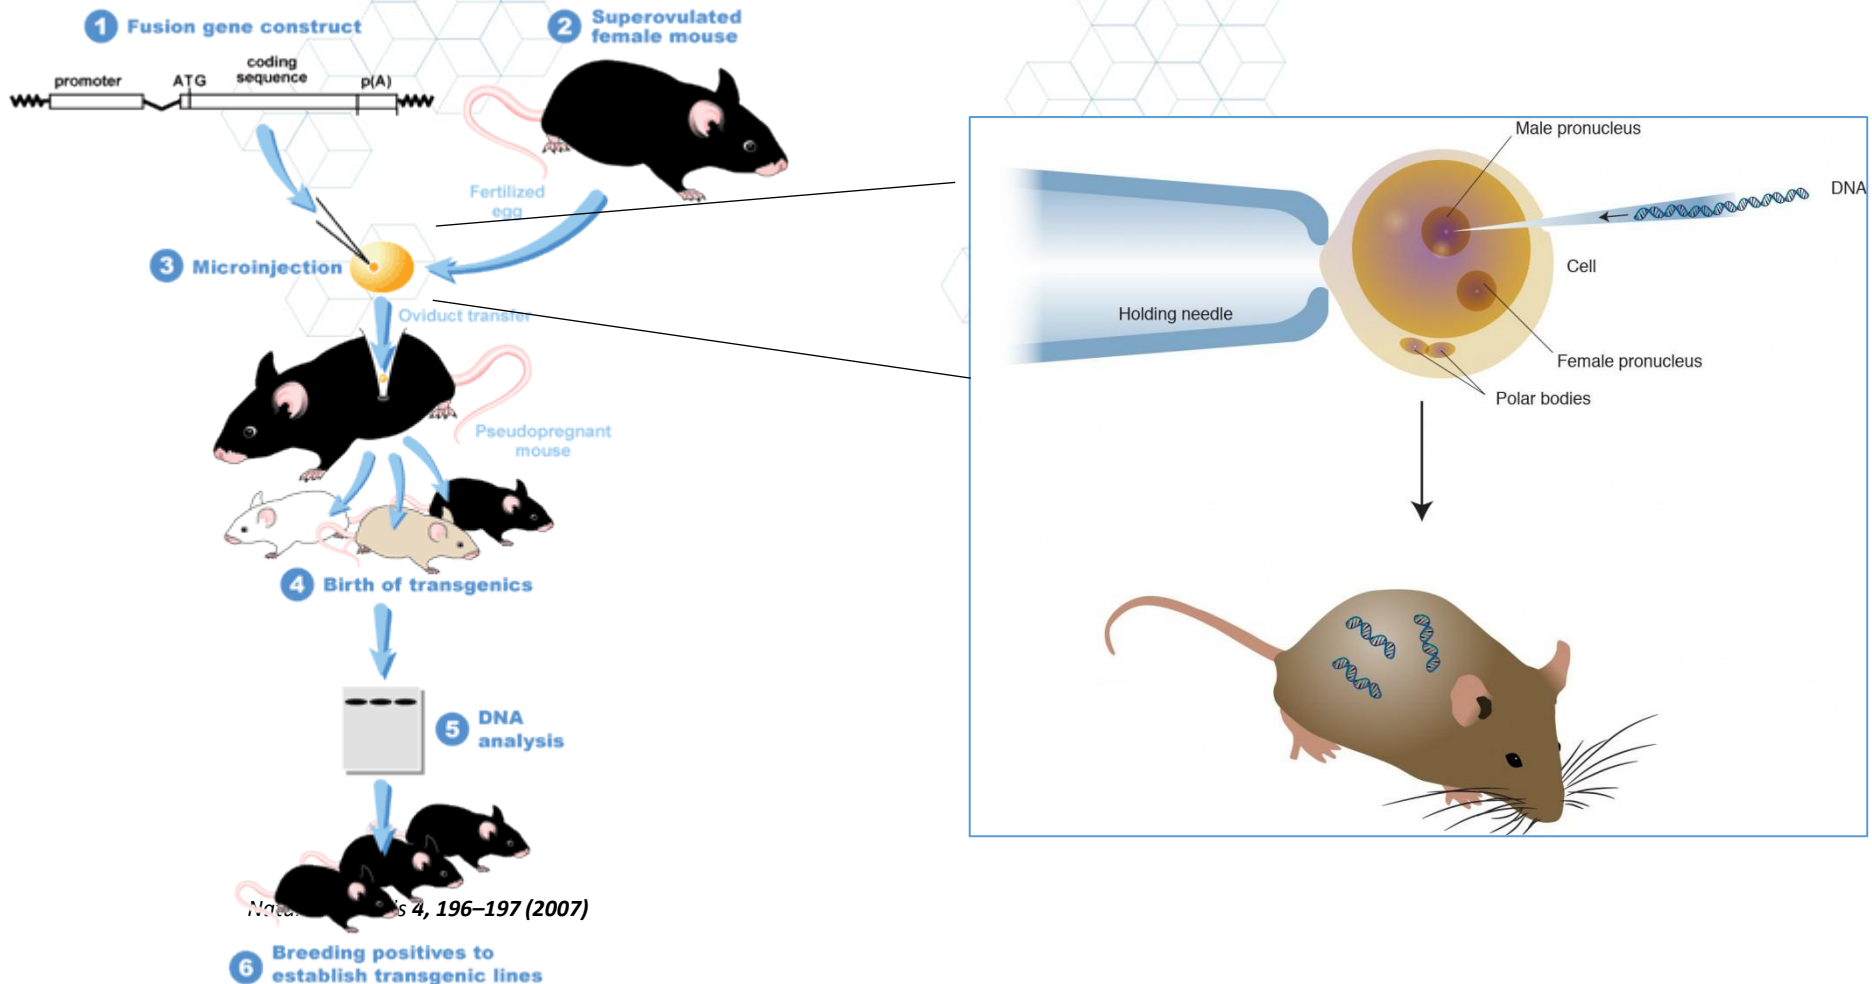 1 Fusion gene construct
promoter
ATG
coding
sequence
p(A)
2 Superovulated
female mouse
Fertilized
egg
3 Microinjection
Oviduct transfer
Pseudopregnant
mouse
4 Birth of transgenics
5 DNA
analysis
4, 196–197 (2007)
6 Breeding positives to
establish transgenic lines
Male pronucleus
DNA
Cell
Holding needle
Female pronucleus
Polar bodies